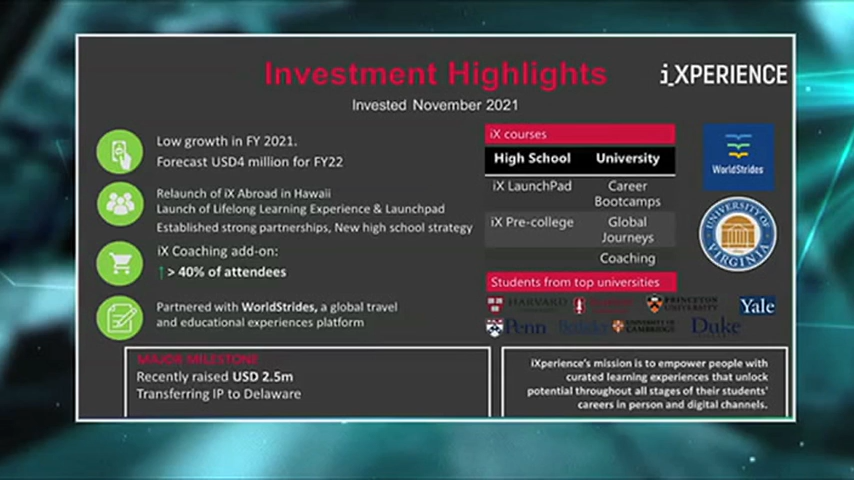 Investment Highlights
iXPERIENCE
Invested November 2021
Low growth in FY 2021.
Forecast USD4 million for FY22
Relaunch of iX Abroad in Hawaii
Launch of Lifelong Learning Experience & Launchpad
Established strong partnerships, New high school strategy
iX Coaching add-on:
↑> 40% of attendees
Partnered with WorldStrides, a global travel
and educational experiences platform
iX courses
High School University
iX LaunchPad Career
Bootcamps
iX Pre-college Global
Journeys
Coaching
WorldStrides
UNIVERSITY OF
VIRGINIA
Students from top universities
HARVARD
PRINCETON
UNIVERSITY
Yale
Penn
UNIVERSITY OF
CAMBRIDGE
Duke
MAJOR MILESTONE
Recently raised USD 2.5m
Transferring IP to Delaware
iXperience's mission is to empower people with
curated learning experiences that unlock
potential throughout all stages of their students'
careers in person and digital channels.